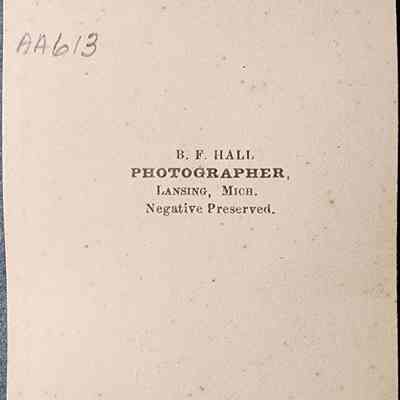 AA613
B. F. HALL
PHOTOGRAPHER,
LANSING, MICH.
Negative Preserved.